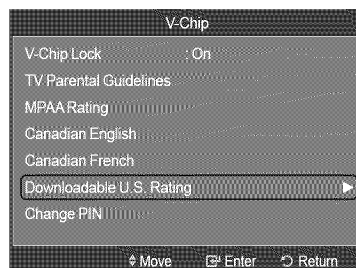 V-Chip
V-Chip Lock : On
TV Parental Guidelines
MPAA Rating
Canadian English
Canadian French
Downloadable U.S. Rating
Change PIN
Move Enter Return